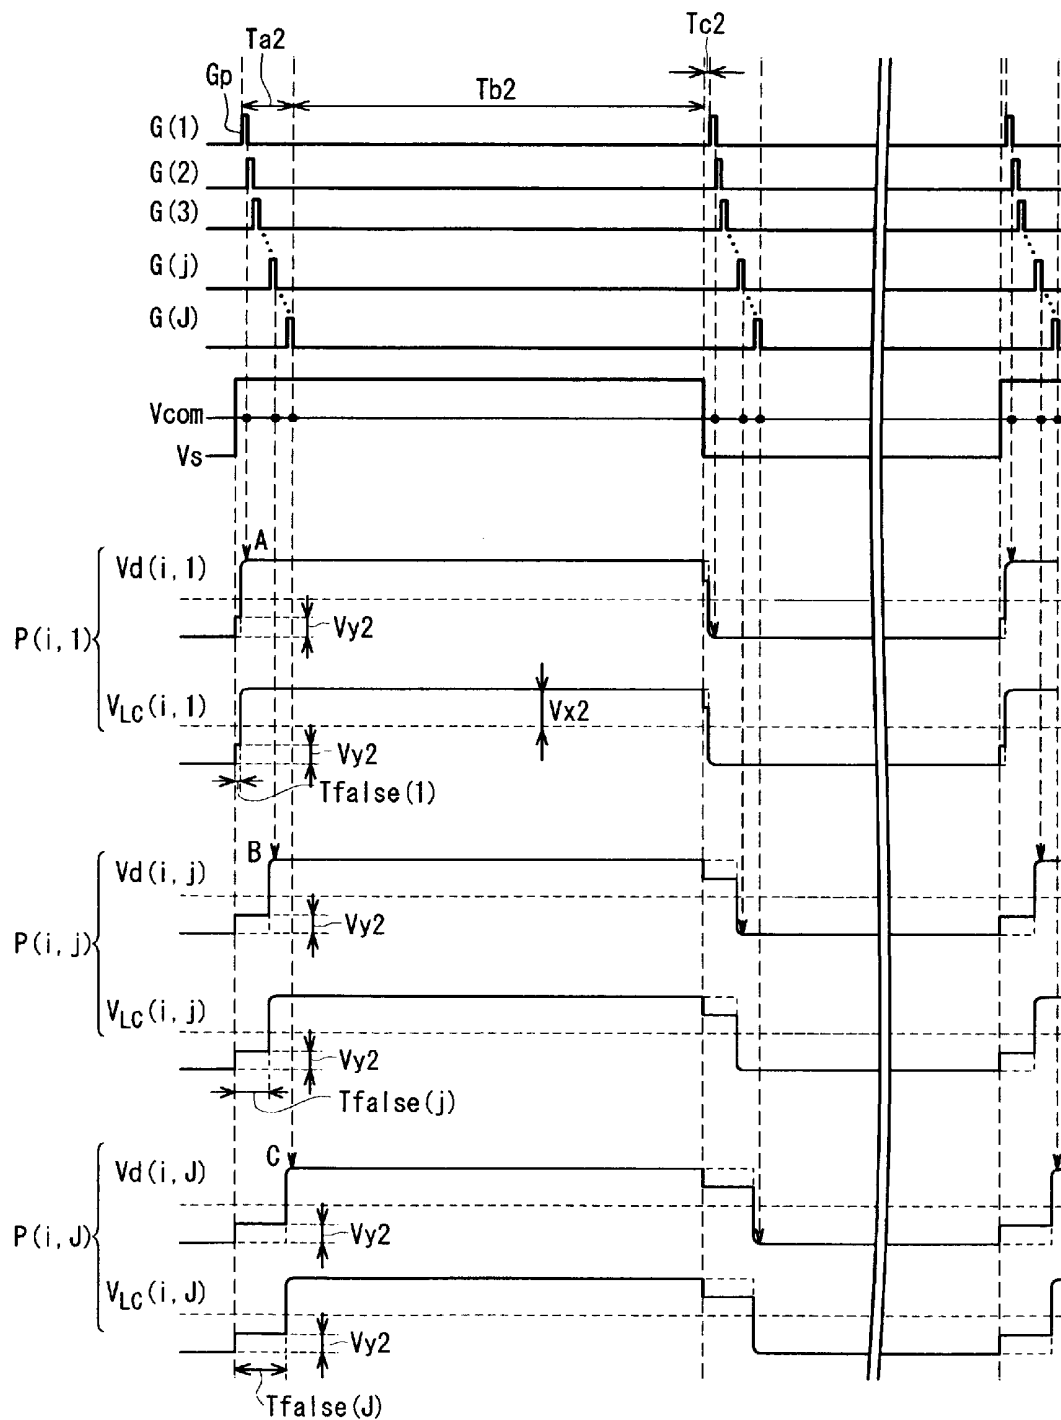 Tc2
Ta2
Gp
Tb2
G(1)
G(2)
G(3)
G(j)
G(J)
Vcom
Vs
A
Vd(i,1)
Vy2
P(i,1)
VLC(i,1)
Vx2
Vy2
Tfalse(1)
B
Vd(i,j)
Vy2
P(i,j)
VLC(i,j)
Vy2
Tfalse(j)
C
Vd(i,J)
Vy2
P(i,J)
VLC(i,J)
Vy2
Tfalse(J)